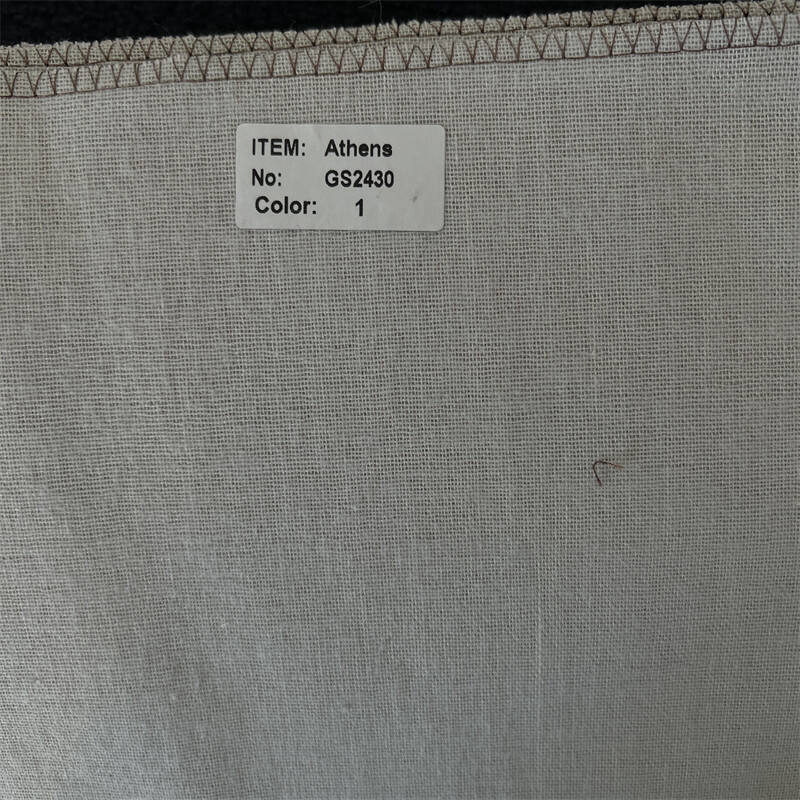 ITEM: Athens
No: GS2430
Color: 1